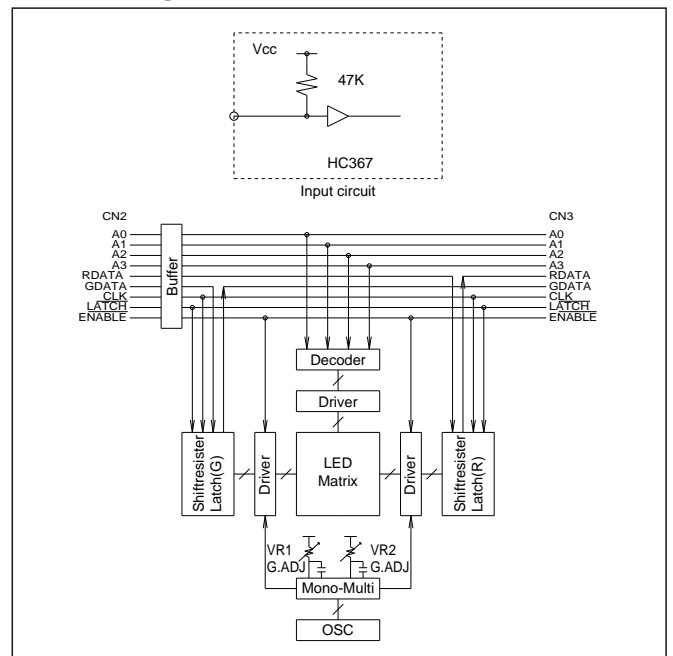 Vcc
47K
HC367
Input circuit
CN2
CN3
A0
A1
A2
A3
RDATA
GDATA
CLK
LATCH
ENABLE
Buffer
A0
A1
A2
A3
RDATA
GDATA
CLK
LATCH
ENABLE
Decoder
Driver
Shiftresister
Latch(G)
Driver
LED
Matrix
Driver
Shiftresister
Latch(R)
VR1
G.ADJ
VR2
G.ADJ
Mono-Multi
OSC